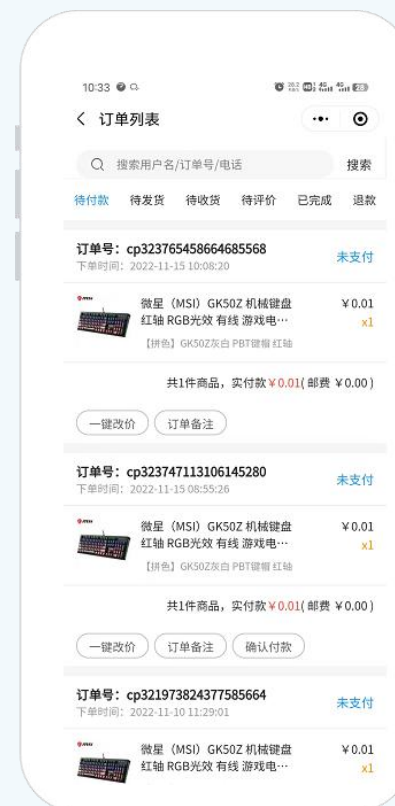 10:33
订单列表
搜索用户名/订单号/电话
搜索
待付款 待发货 待收货 待评价 已完成 退款
订单号：cp323765458664685568
未支付
下单时间：2022-11-15 10:08:20
微星（MSI）GK50Z 机械键盘 ￥0.01
红轴 RGB光效 有线 游戏电… x1
【拼色】GK50Z灰白 PBT键帽 红轴
共1件商品，实付款￥0.01( 邮费 ￥0.00 )
一键改价 订单备注
订单号：cp323747113106145280
未支付
下单时间：2022-11-15 08:55:26
微星（MSI）GK50Z 机械键盘 ￥0.01
红轴 RGB光效 有线 游戏电… x1
【拼色】GK50Z灰白 PBT键帽 红轴
共1件商品，实付款￥0.01( 邮费 ￥0.00 )
一键改价 订单备注 确认付款
订单号：cp321973824377585664
未支付
下单时间：2022-11-10 11:29:01
微星（MSI）GK50Z 机械键盘 ￥0.01
红轴 RGB光效 有线 游戏电… x1